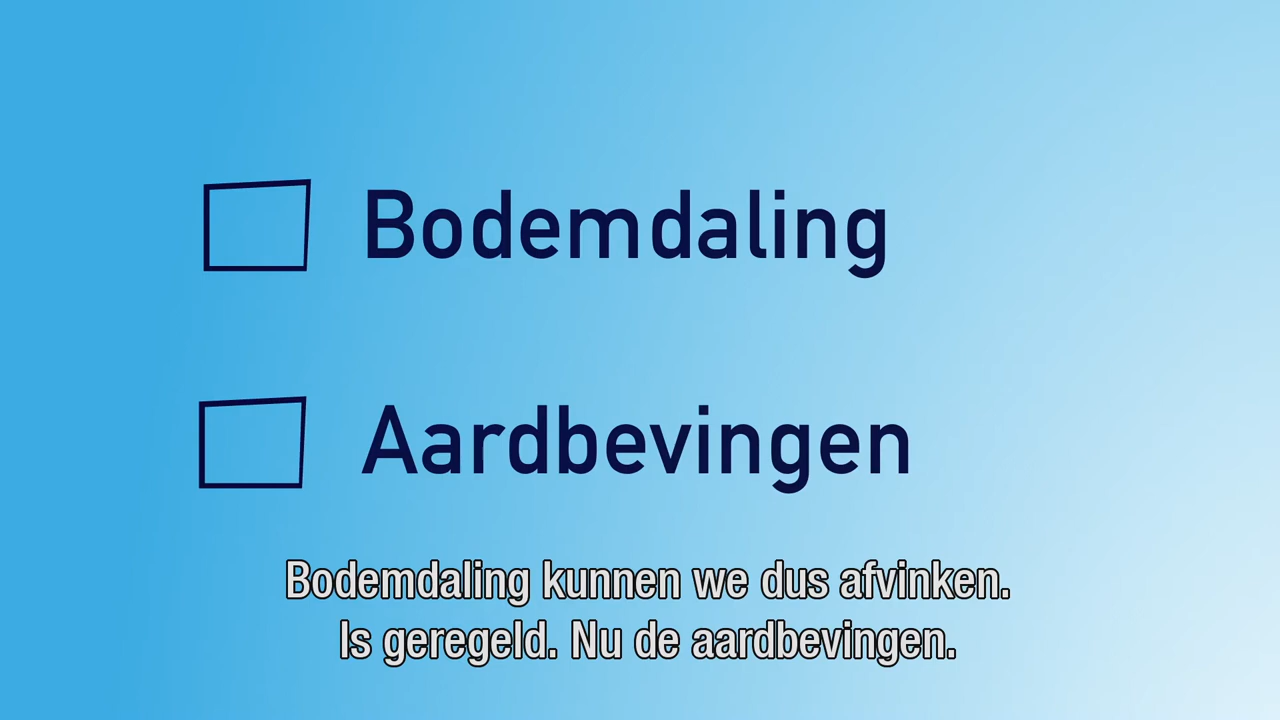 Bodemdaling
Aardbevingen
Bodemdaling kunnen we dus afvinken.
Is geregeld. Nu de aardbevingen.